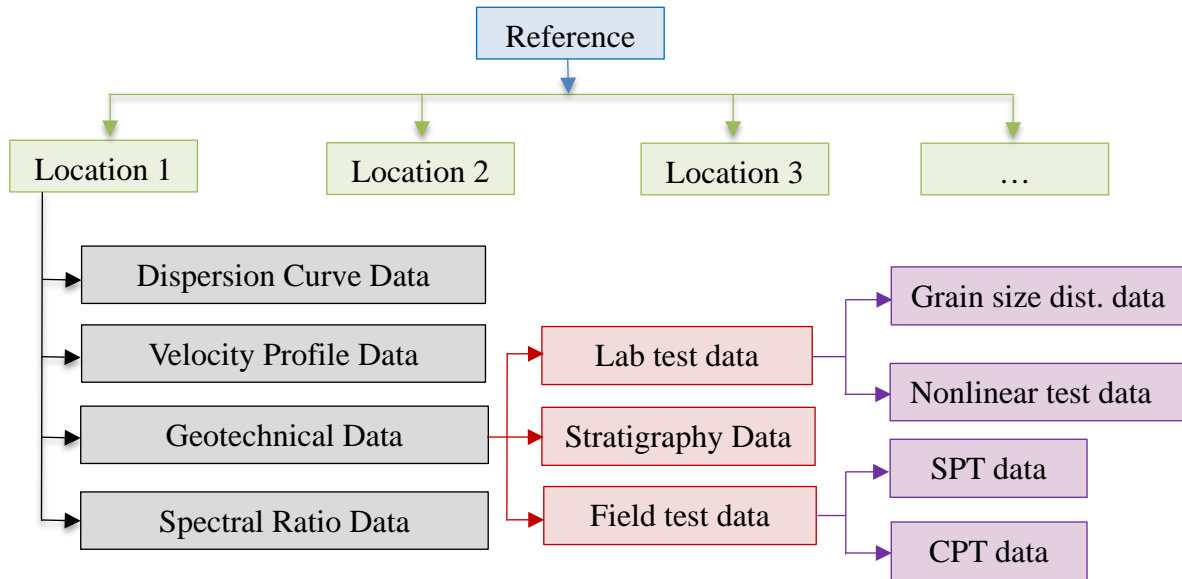 Reference
Location 1
Location 2
Location 3
…
Dispersion Curve Data
Velocity Profile Data
Geotechnical Data
Spectral Ratio Data
Lab test data
Stratigraphy Data
Field test data
Grain size dist. data
Nonlinear test data
SPT data
CPT data